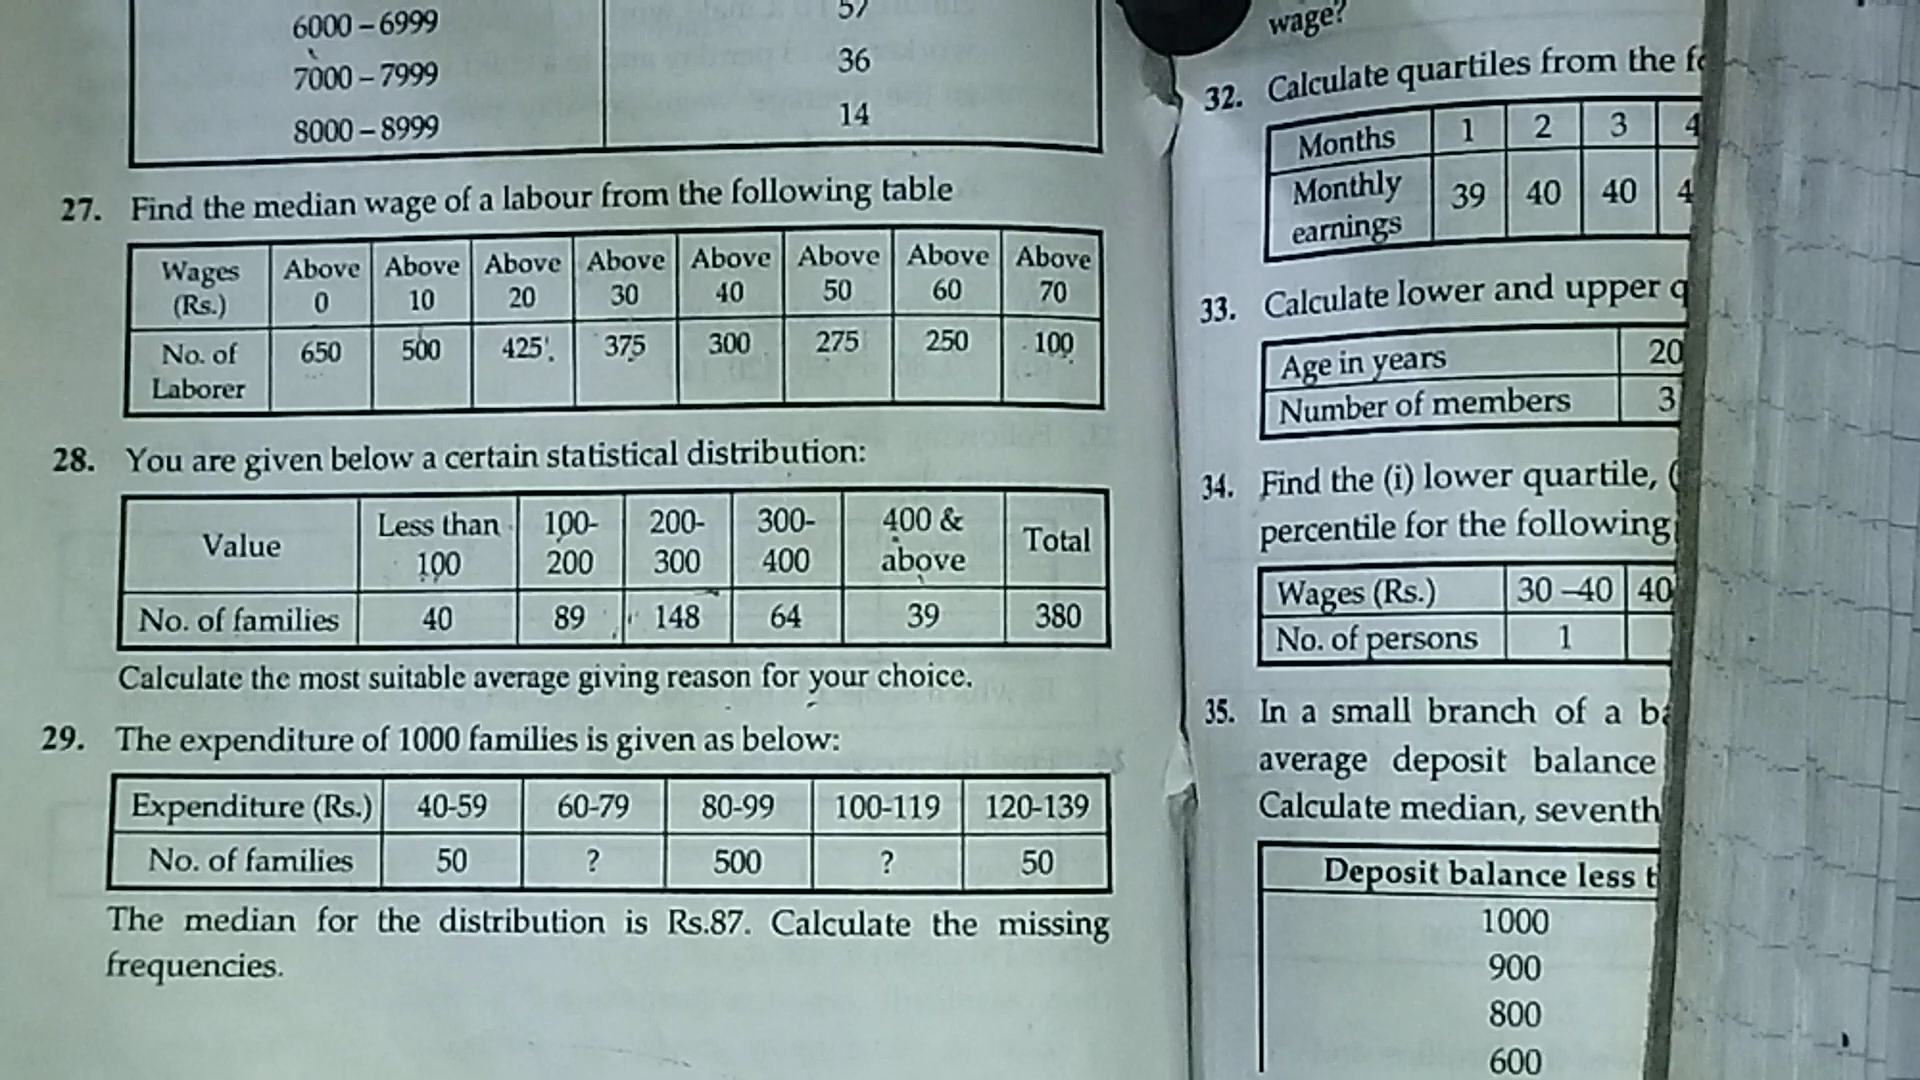 6000 – 6999 57
7000 – 7999 36
8000 – 8999 14
27. Find the median wage of a labour from the following table
Wages (Rs.) Above 0 Above 10 Above 20 Above 30 Above 40 Above 50 Above 60 Above 70
No. of Laborer 650 500 425 375 300 275 250 100
28. You are given below a certain statistical distribution:
Value Less than 100 100-200 200-300 300-400 400 & above Total
No. of families 40 89 148 64 39 380
Calculate the most suitable average giving reason for your choice.
29. The expenditure of 1000 families is given as below:
Expenditure (Rs.) 40-59 60-79 80-99 100-119 120-139
No. of families 50 ? 500 ? 50
The median for the distribution is Rs.87. Calculate the missing
frequencies.
wage?
32. Calculate quartiles from the
Months 1 2 3 4
Monthly earnings 39 40 40 4
33. Calculate lower and upper
Age in years 20
Number of members 3
34. Find the (i) lower quartile, (
percentile for the following
Wages (Rs.) 30 –40 40
No. of persons 1
35. In a small branch of a
average deposit balance
Calculate median, seventh
Deposit balance less
1000
900
800
600